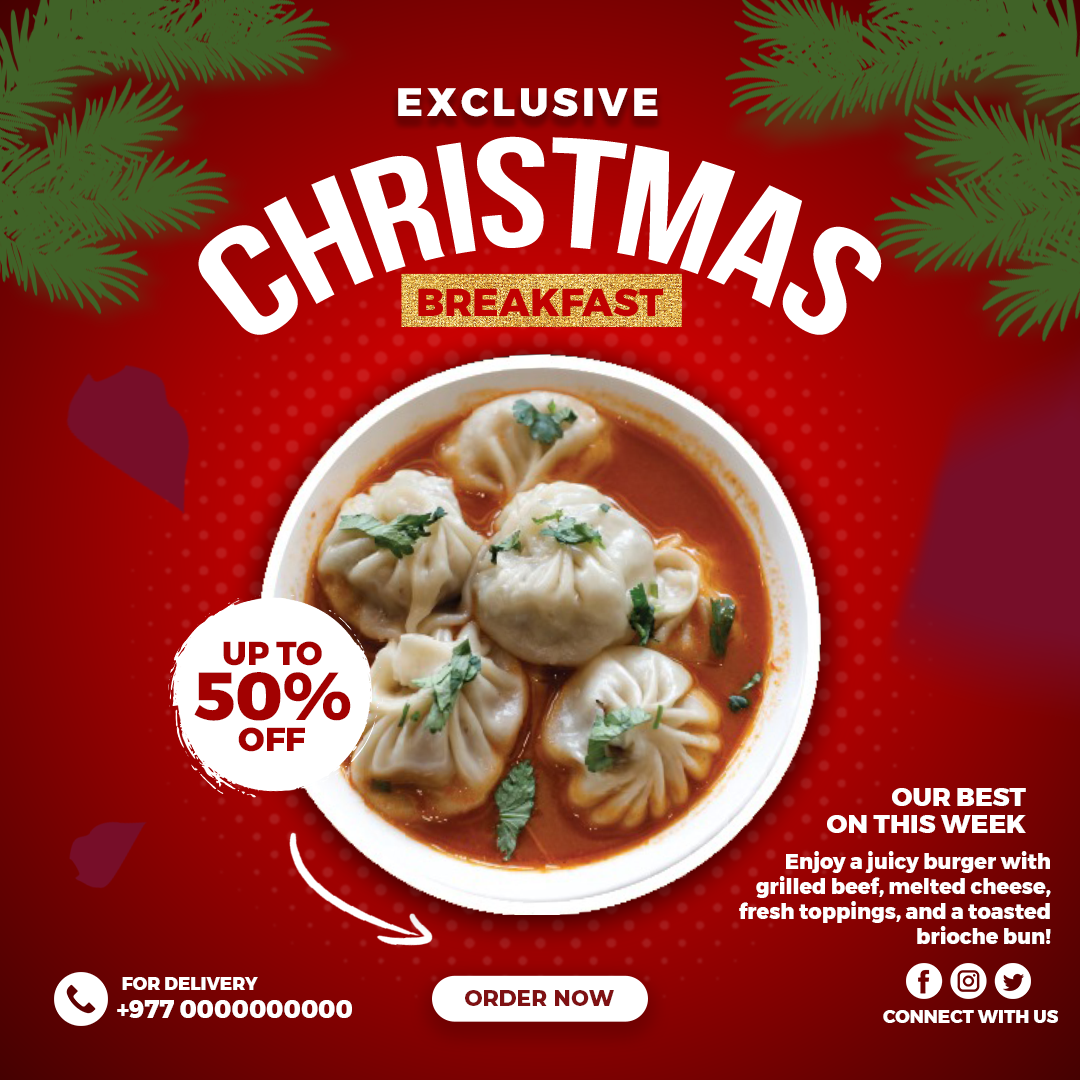 EXCLUSIVE
CHRISTMAS
BREAKFAST
UP TO
50%
OFF
OUR BEST
ON THIS WEEK
Enjoy a juicy burger with
grilled beef, melted cheese,
fresh toppings, and a toasted
brioche bun!
FOR DELIVERY
+977 0000000000
ORDER NOW
CONNECT WITH US